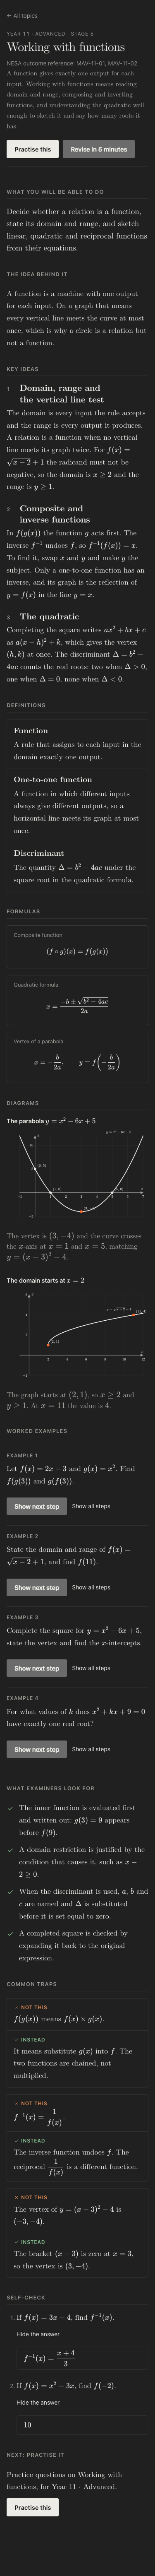 ← All topics
YEAR 11 · ADVANCED · STAGE 6
Working with functions
NESA outcome reference: MAV-11-01, MAV-11-02
A function gives exactly one output for each
input. Working with functions means reading
domain and range, composing and inverting
functions, and understanding the quadratic well
enough to sketch it and say how many roots it
has.
Practise this
Revise in 5 minutes
WHAT YOU WILL BE ABLE TO DO
Decide whether a relation is a function,
state its domain and range, and sketch
linear, quadratic and reciprocal functions
from their equations.
THE IDEA BEHIND IT
A function is a machine with one output
for each input. On a graph that means
every vertical line meets the curve at most
once, which is why a circle is a relation but
not a function.
KEY IDEAS
1 Domain, range and
the vertical line test
The domain is every input the rule accepts
and the range is every output it produces.
A relation is a function when no vertical
line meets its graph twice. For f(x) =
√(x − 2) + 1 the radicand must not be
negative, so the domain is x ≥ 2 and the
range is y ≥ 1.
2 Composite and
inverse functions
In f(g(x)) the function g acts first. The
inverse f⁻¹ undoes f, so f⁻¹(f(x)) = x.
To find it, swap x and y and make y the
subject. Only a one-to-one function has an
inverse, and its graph is the reflection of
y = f(x) in the line y = x.
3 The quadratic
Completing the square writes ax² + bx + c
as a(x − h)² + k, which gives the vertex
(h, k) at once. The discriminant Δ = b² −
4ac counts the real roots: two when Δ > 0,
one when Δ = 0, none when Δ < 0.
DEFINITIONS
Function
A rule that assigns to each input in the
domain exactly one output.
One-to-one function
A function in which different inputs
always give different outputs, so a
horizontal line meets its graph at most
once.
Discriminant
The quantity Δ = b² − 4ac under the
square root in the quadratic formula.
FORMULAS
Composite function
(f ∘ g)(x) = f(g(x))
Quadratic formula
x = (−b ± √(b² − 4ac)) / 2a
Vertex of a parabola
x = −b/2a, y = f(−b/2a)
DIAGRAMS
The parabola y = x² − 6x + 5
The vertex is (3, −4) and the curve crosses
the x-axis at x = 1 and x = 5, matching
y = (x − 3)² − 4.
The domain starts at x = 2
The graph starts at (2, 1), so x ≥ 2 and
y ≥ 1. At x = 11 the value is 4.
WORKED EXAMPLES
EXAMPLE 1
Let f(x) = 2x − 3 and g(x) = x². Find
f(g(3)) and g(f(3)).
Show next step
Show all steps
EXAMPLE 2
State the domain and range of f(x) =
√(x − 2) + 1, and find f(11).
Show next step
Show all steps
EXAMPLE 3
Complete the square for y = x² − 6x + 5,
state the vertex and find the x-intercepts.
Show next step
Show all steps
EXAMPLE 4
For what values of k does x² + kx + 9 = 0
have exactly one real root?
Show next step
Show all steps
WHAT EXAMINERS LOOK FOR
✓ The inner function is evaluated first
and written out: g(3) = 9 appears
before f(9).
✓ A domain restriction is justified by the
condition that causes it, such as x −
2 ≥ 0.
✓ When the discriminant is used, a, b and
c are named and Δ is substituted
before it is set equal to zero.
✓ A completed square is checked by
expanding it back to the original
expression.
COMMON TRAPS
× NOT THIS
f(g(x)) means f(x) × g(x).
✓ INSTEAD
It means substitute g(x) into f. The
two functions are chained, not
multiplied.
× NOT THIS
f⁻¹(x) = 1/f(x).
✓ INSTEAD
The inverse function undoes f. The
reciprocal 1/f(x) is a different function.
× NOT THIS
The vertex of y = (x − 3)² − 4 is
(−3, −4).
✓ INSTEAD
The bracket (x − 3) is zero at x = 3,
so the vertex is (3, −4).
SELF-CHECK
1. If f(x) = 3x − 4, find f⁻¹(x).
Hide the answer
f⁻¹(x) = (x + 4)/3
2. If f(x) = x² − 3x, find f(−2).
Hide the answer
10
NEXT: PRACTISE IT
Practice questions on Working with
functions, for Year 11 · Advanced.
Practise this